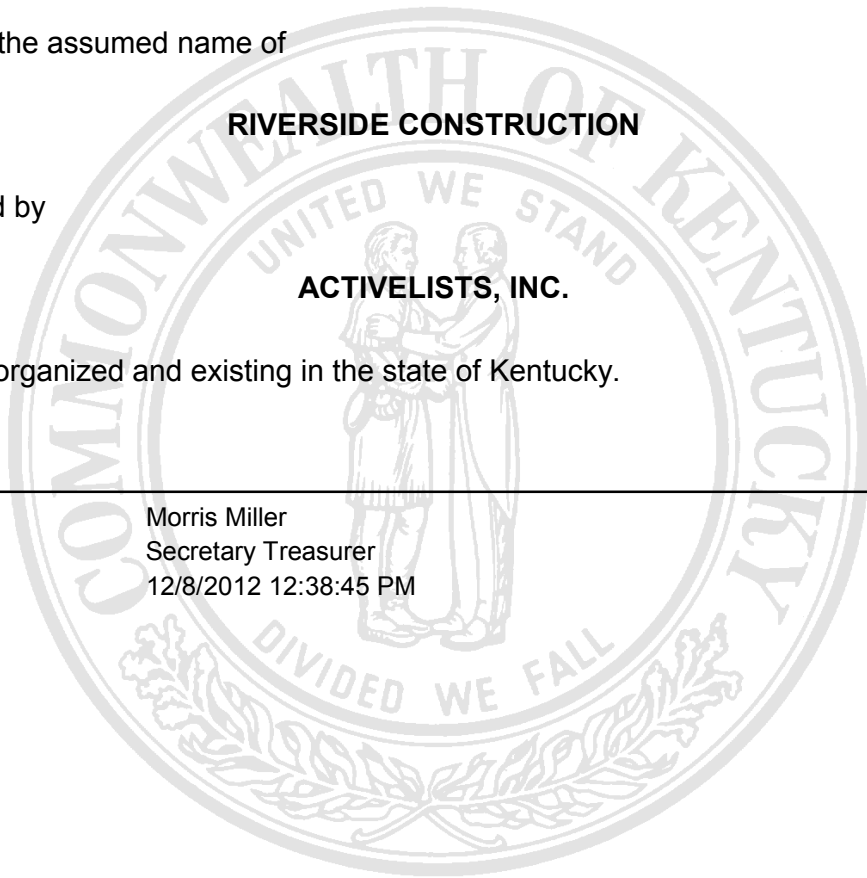 the assumed name of
RIVERSIDE CONSTRUCTION
d by
ACTIVELISTS, INC.
organized and existing in the state of Kentucky.
Morris Miller
Secretary Treasurer
12/8/2012 12:38:45 PM
COMMONWEALTH OF KENTUCKY
UNITED WE STAND
DIVIDED WE FALL